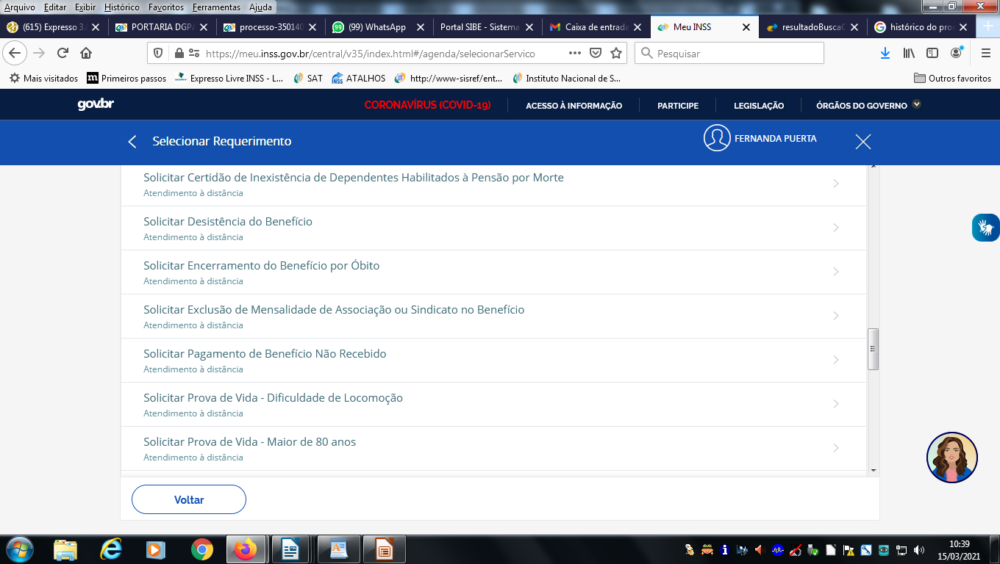 Arquivo Editar Exibir Histórico Favoritos Ferramentas Ajuda
(615) Expresso 3. PORTARIA DGPA processo-350140 (99) WhatsApp Portal SIBE - Sistema Caixa de entrada Meu INSS resultadoBusca histórico do pro
https://meu.inss.gov.br/central/v35/index.html#/agenda/selecionarServico Pesquisar
Mais visitados m Primeiros passos Expresso Livre INSS - L... SAT INSS ATALHOS http://www-sisref/ent... Instituto Nacional de S... Outros favoritos
gov.br CORONAVÍRUS (COVID-19) ACESSO À INFORMAÇÃO PARTICIPE LEGISLAÇÃO ÓRGÃOS DO GOVERNO
Selecionar Requerimento FERNANDA PUERTA
Solicitar Certidão de Inexistência de Dependentes Habilitados à Pensão por Morte
Atendimento à distância
Solicitar Desistência do Benefício
Atendimento à distância
Solicitar Encerramento do Benefício por Óbito
Atendimento à distância
Solicitar Exclusão de Mensalidade de Associação ou Sindicato no Benefício
Atendimento à distância
Solicitar Pagamento de Benefício Não Recebido
Atendimento à distância
Solicitar Prova de Vida - Dificuldade de Locomoção
Atendimento à distância
Solicitar Prova de Vida - Maior de 80 anos
Atendimento à distância
Voltar
10:39
15/03/2021